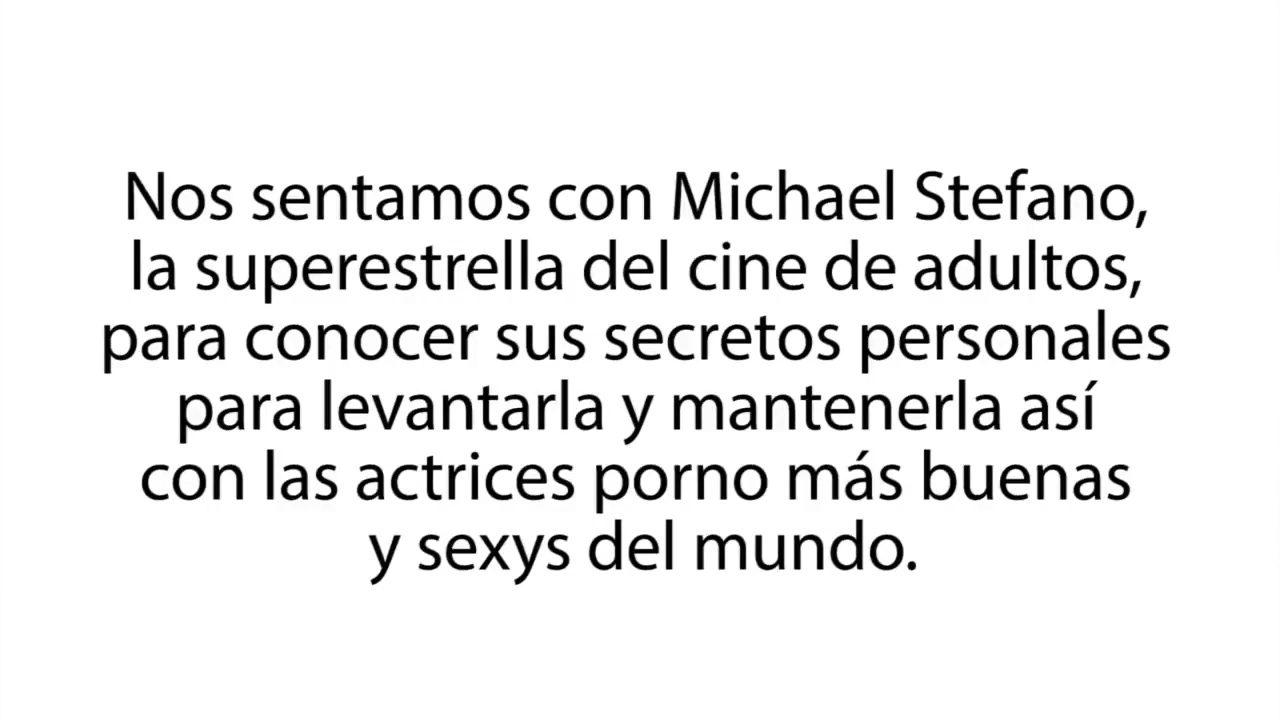 Nos sentamos con Michael Stefano,
la superestrella del cine de adultos,
para conocer sus secretos personales
para levantarla y mantenerla así
con las actrices porno más buenas
y sexys del mundo.